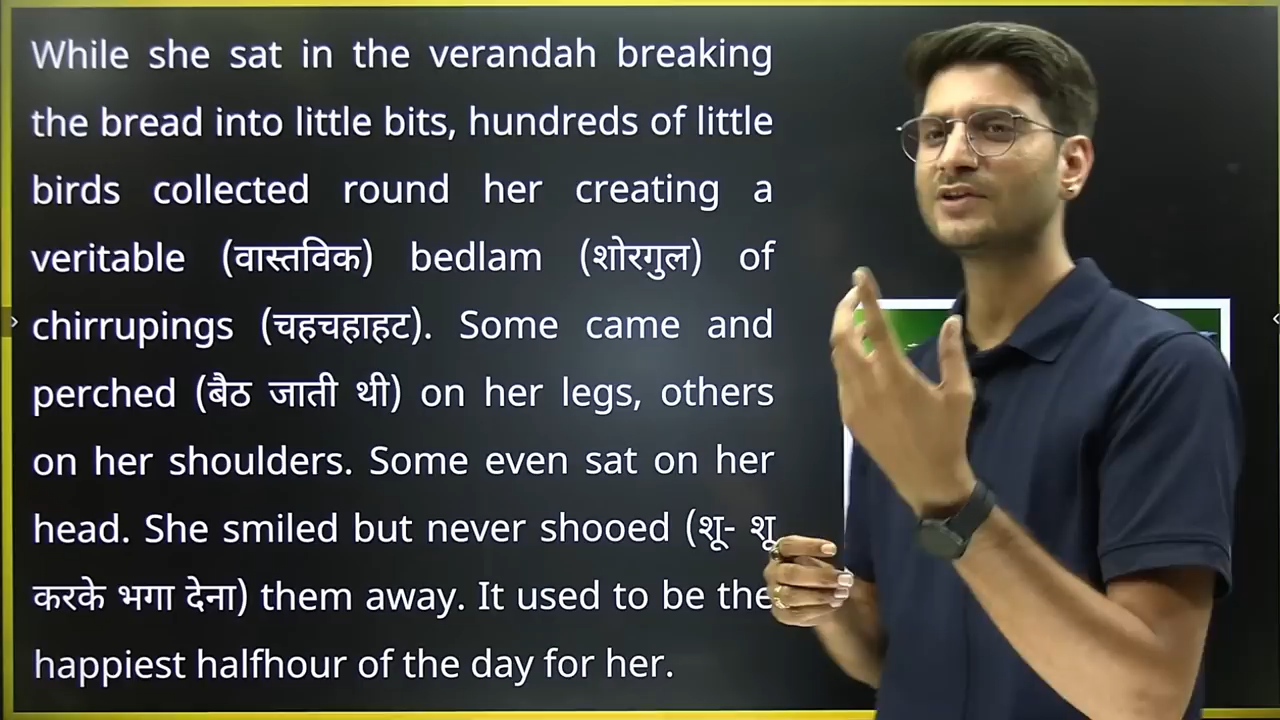 While she sat in the verandah breaking
the bread into little bits, hundreds of little
birds collected round her creating a
veritable (वास्तविक) bedlam (शोरगुल) of
chirrupings (चहचहाहट). Some came and
perched (बैठ जाती थी) on her legs, others
on her shoulders. Some even sat on her
head. She smiled but never shooed (शू- शू
करके भगा देना) them away. It used to be the
happiest halfhour of the day for her.